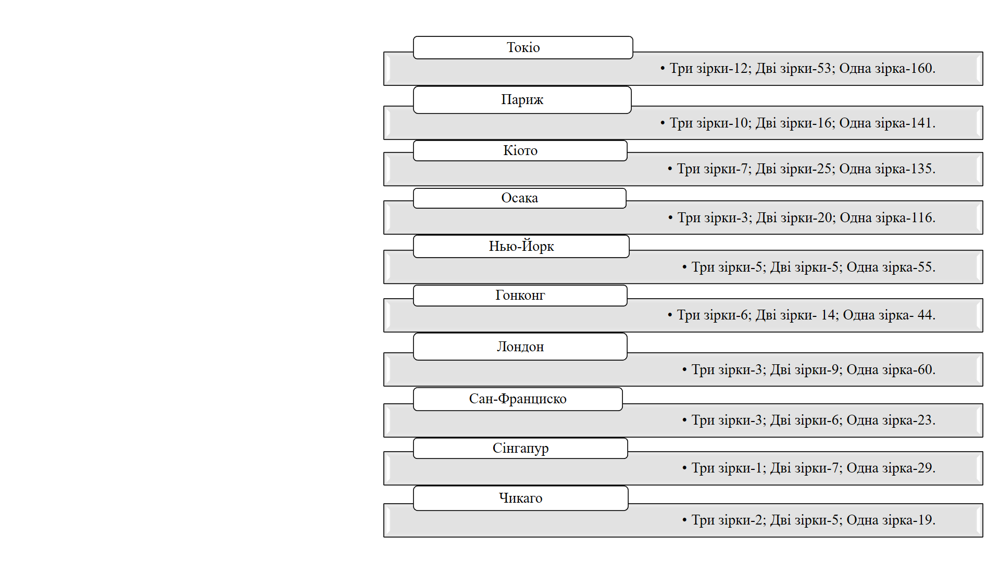 Токіо
• Три зірки-12; Дві зірки-53; Одна зірка-160.
Париж
• Три зірки-10; Дві зірки-16; Одна зірка-141.
Кіото
• Три зірки-7; Дві зірки-25; Одна зірка-135.
Осака
• Три зірки-3; Дві зірки-20; Одна зірка-116.
Нью-Йорк
• Три зірки-5; Дві зірки-5; Одна зірка-55.
Гонконг
• Три зірки-6; Дві зірки- 14; Одна зірка- 44.
Лондон
• Три зірки-3; Дві зірки-9; Одна зірка-60.
Сан-Франциско
• Три зірки-3; Дві зірки-6; Одна зірка-23.
Сінгапур
• Три зірки-1; Дві зірки-7; Одна зірка-29.
Чикаго
• Три зірки-2; Дві зірки-5; Одна зірка-19.